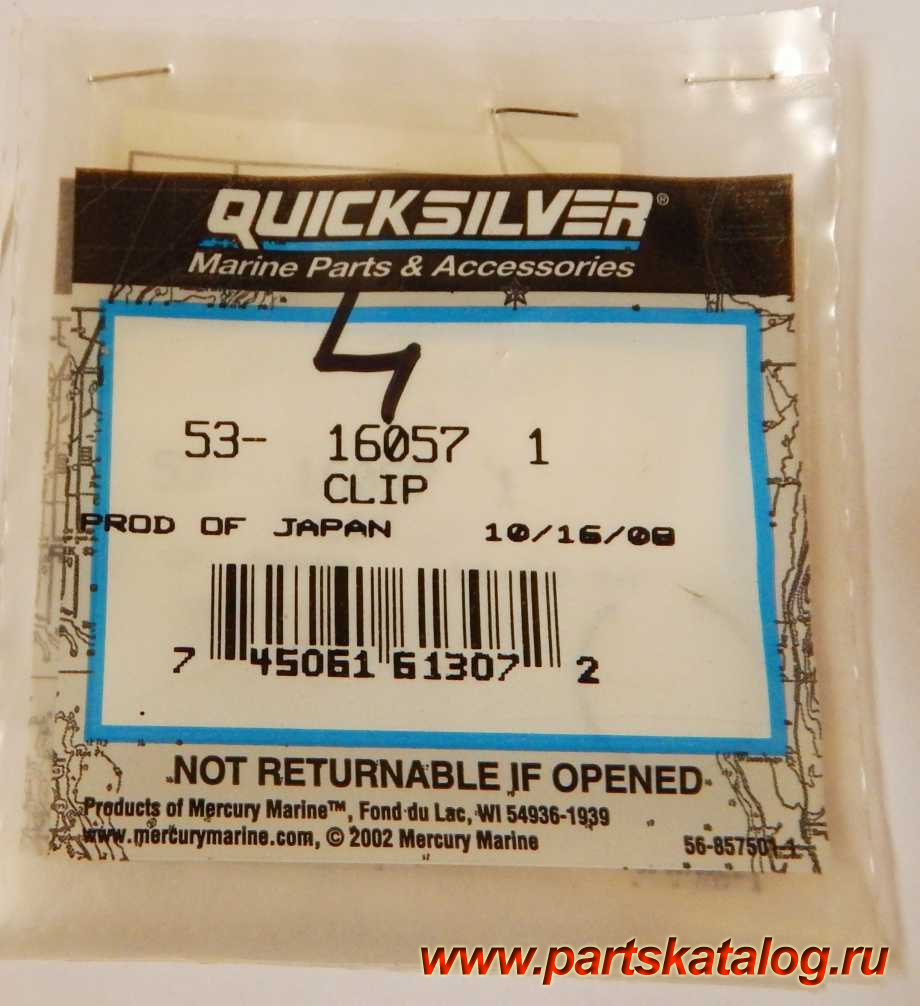 QUICKSILVER®
Marine Parts & Accessories
4
53- 16057 1
CLIP
PROD OF JAPAN 10/16/08
7 45061 61307 2
NOT RETURNABLE IF OPENED
Products of Mercury Marine™, Fond du Lac, WI 54936-1939
www.mercurymarine.com, © 2002 Mercury Marine 56-857501-1
www.partskatalog.ru